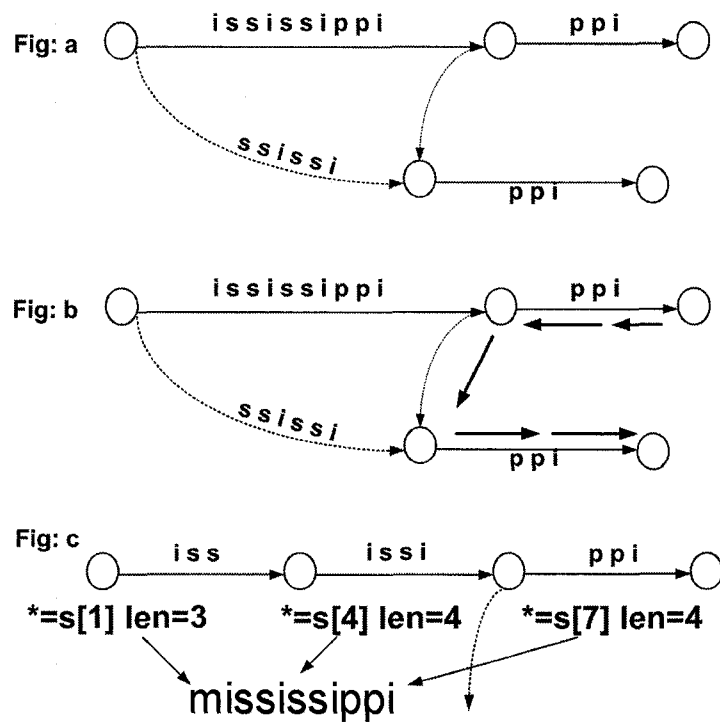 ississippi ppi
Fig: a
ssissi
ppi
ississippi ppi
Fig: b
ssissi
ppi
Fig: c
iss issi ppi
*=s[1] len=3 *=s[4] len=4 *=s[7] len=4
mississippi